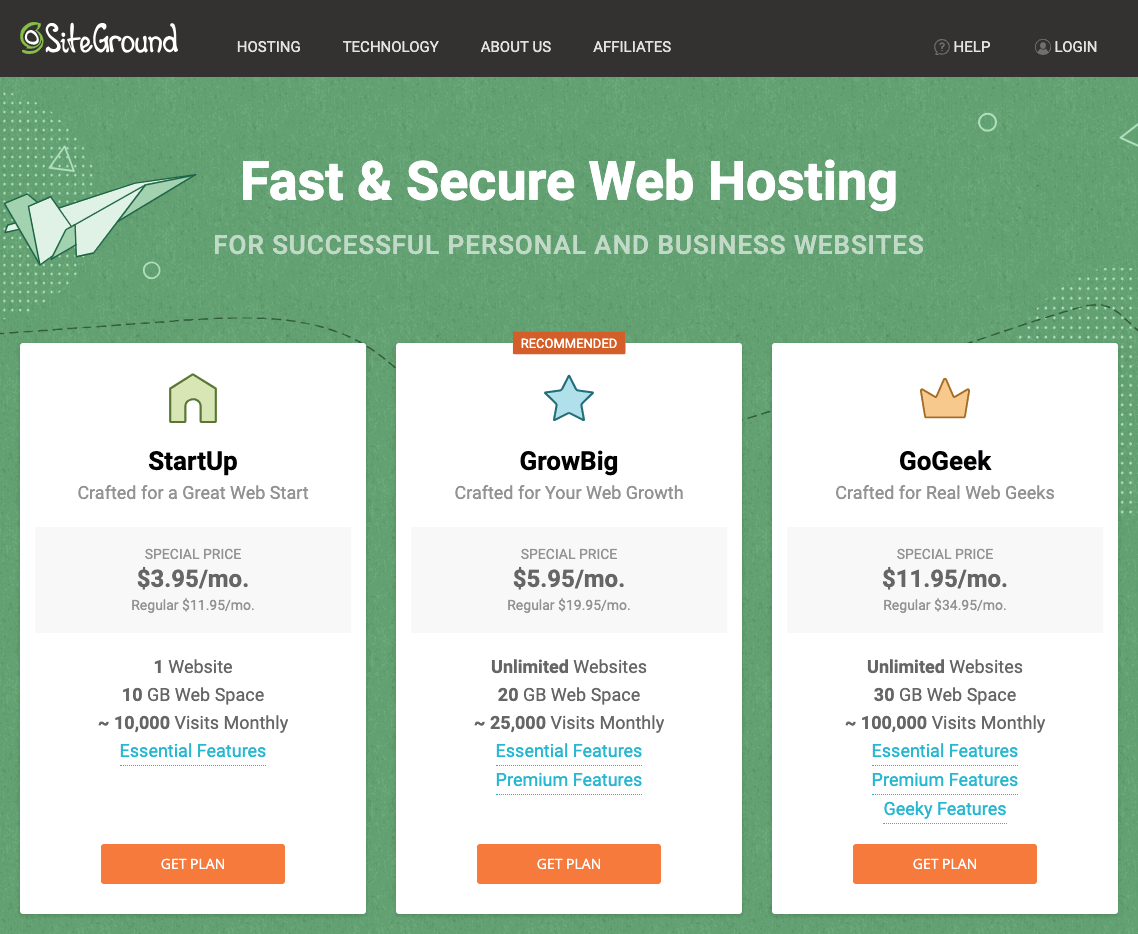 SiteGround
HOSTING
TECHNOLOGY
ABOUT US
AFFILIATES
? HELP
LOGIN
Fast & Secure Web Hosting
FOR SUCCESSFUL PERSONAL AND BUSINESS WEBSITES
StartUp
Crafted for a Great Web Start
SPECIAL PRICE
$3.95/mo.
Regular $11.95/mo.
1 Website
10 GB Web Space
~ 10,000 Visits Monthly
Essential Features
GET PLAN
RECOMMENDED
GrowBig
Crafted for Your Web Growth
SPECIAL PRICE
$5.95/mo.
Regular $19.95/mo.
Unlimited Websites
20 GB Web Space
~ 25,000 Visits Monthly
Essential Features
Premium Features
GET PLAN
GoGeek
Crafted for Real Web Geeks
SPECIAL PRICE
$11.95/mo.
Regular $34.95/mo.
Unlimited Websites
30 GB Web Space
~ 100,000 Visits Monthly
Essential Features
Premium Features
Geeky Features
GET PLAN